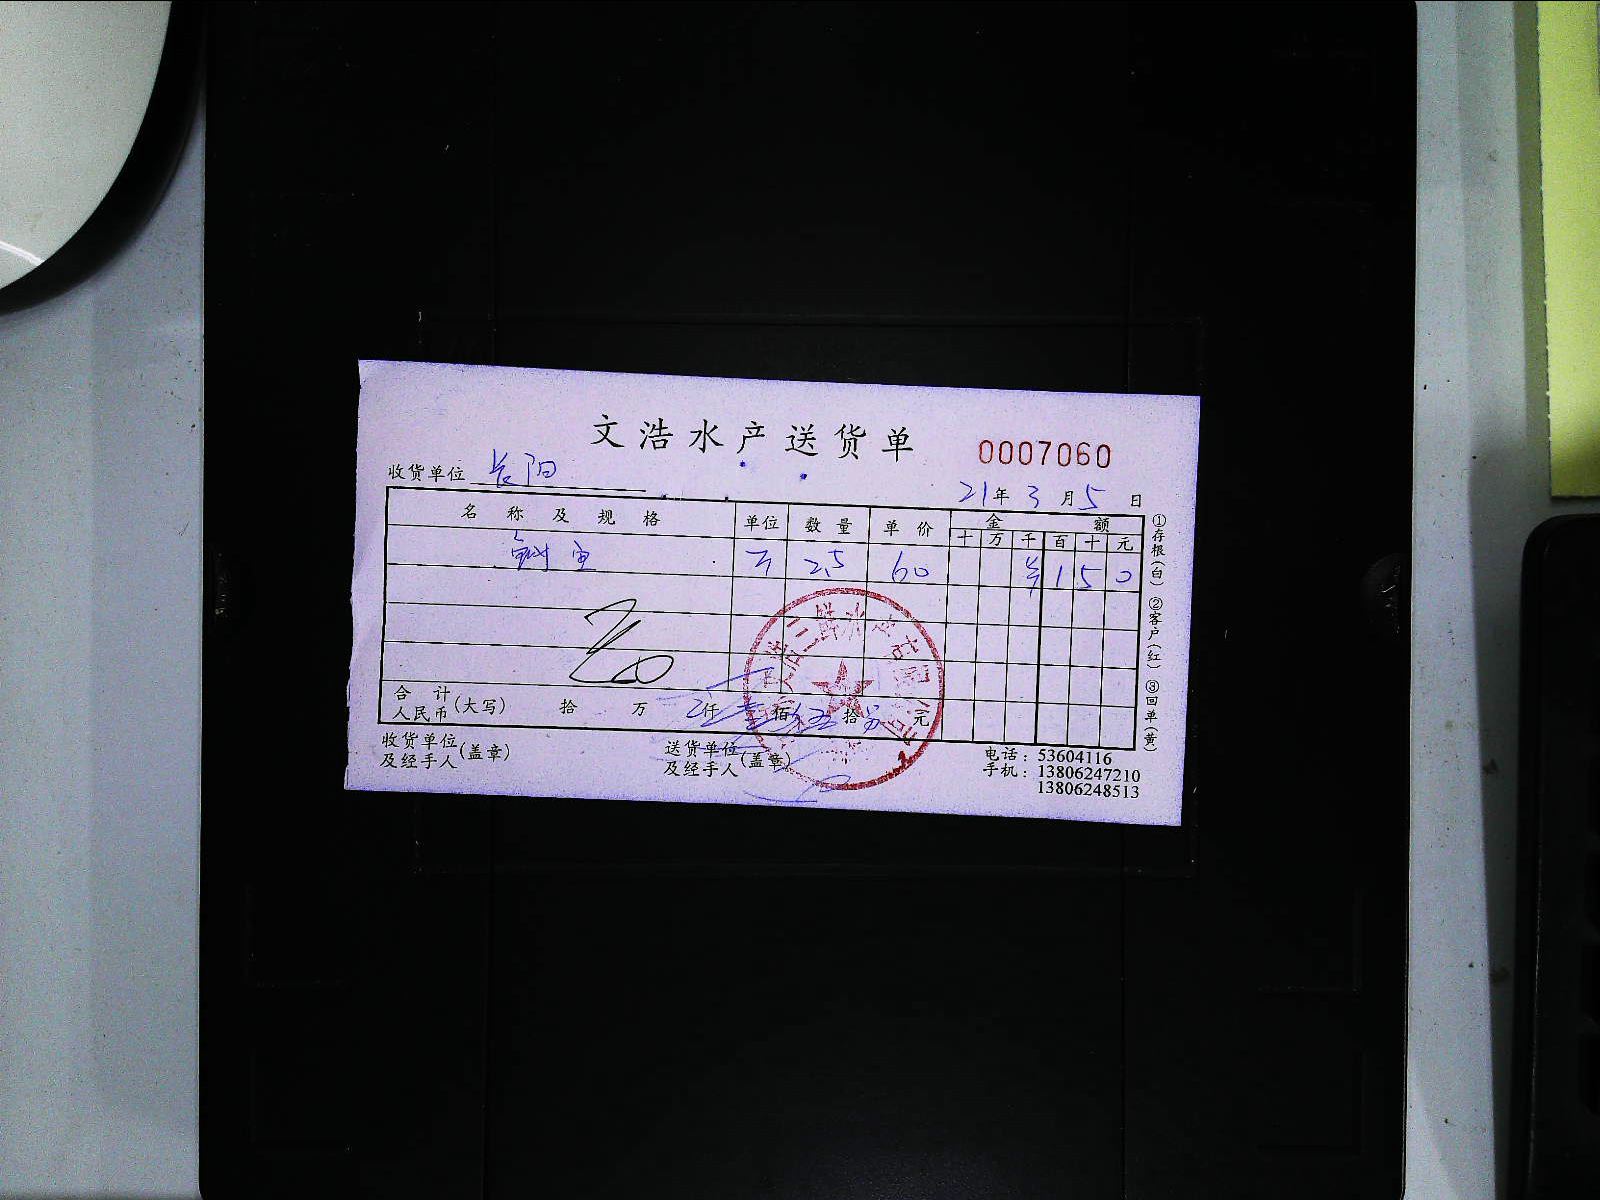 文浩水产送货单
0007060
收货单位 长阳
21年 3月 5日
名称及规格 单位 数量 单价 金额
十 万 千 百 十 元
鱼 2.5 60 ¥ 1 5 0
合计
人民币(大写) 拾 万 仟 壹佰 伍拾 元
收货单位
及经手人(盖章)
送货单位
及经手人(盖章)
电话：53604116
手机：13806247210
13806248513
①存根(白) ②客户(红) ③回单(黄)